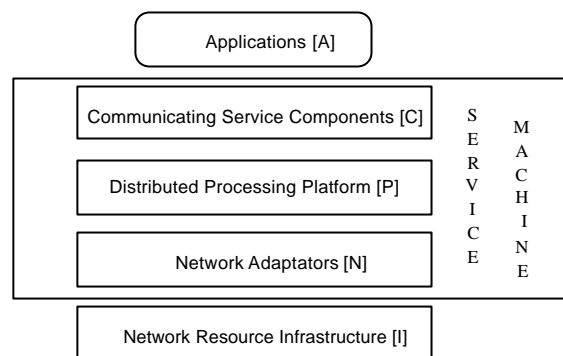 Applications [A]
Communicating Service Components [C]
Distributed Processing Platform [P]
Network Adaptators [N]
SERVICE
MACHINE
Network Resource Infrastructure [I]